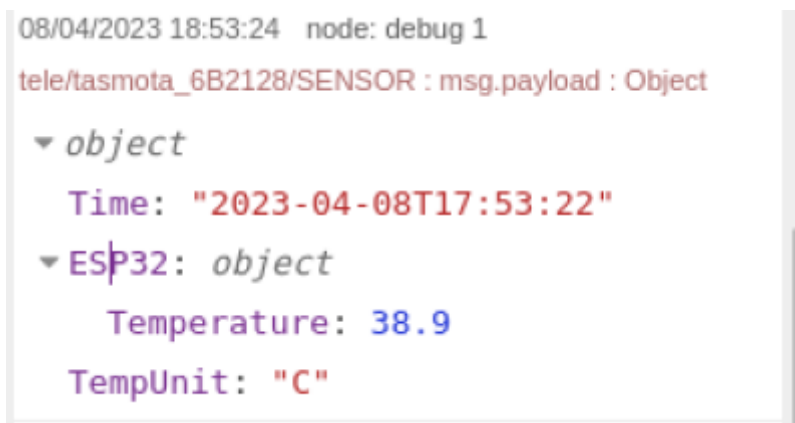 08/04/2023 18:53:24 node: debug 1
tele/tasmota_6B2128/SENSOR : msg.payload : Object
object
Time: "2023-04-08T17:53:22"
ESP32: object
Temperature: 38.9
TempUnit: "C"